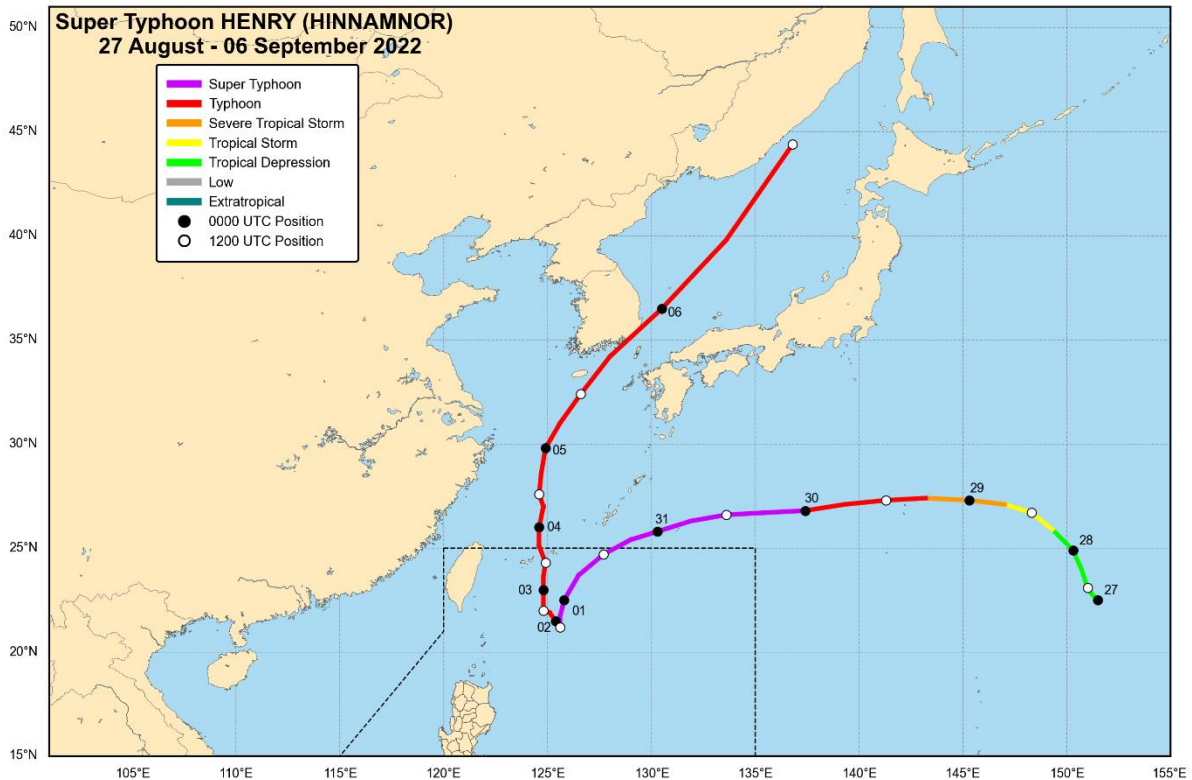 Super Typhoon HENRY (HINNAMNOR)
27 August - 06 September 2022
Super Typhoon
Typhoon
Severe Tropical Storm
Tropical Storm
Tropical Depression
Low
Extratropical
0000 UTC Position
1200 UTC Position
50°N
45°N
40°N
35°N
30°N
25°N
20°N
15°N
06
05
04
03
02
01
31
30
29
28
27
105°E
110°E
115°E
120°E
125°E
130°E
135°E
140°E
145°E
150°E
155°E